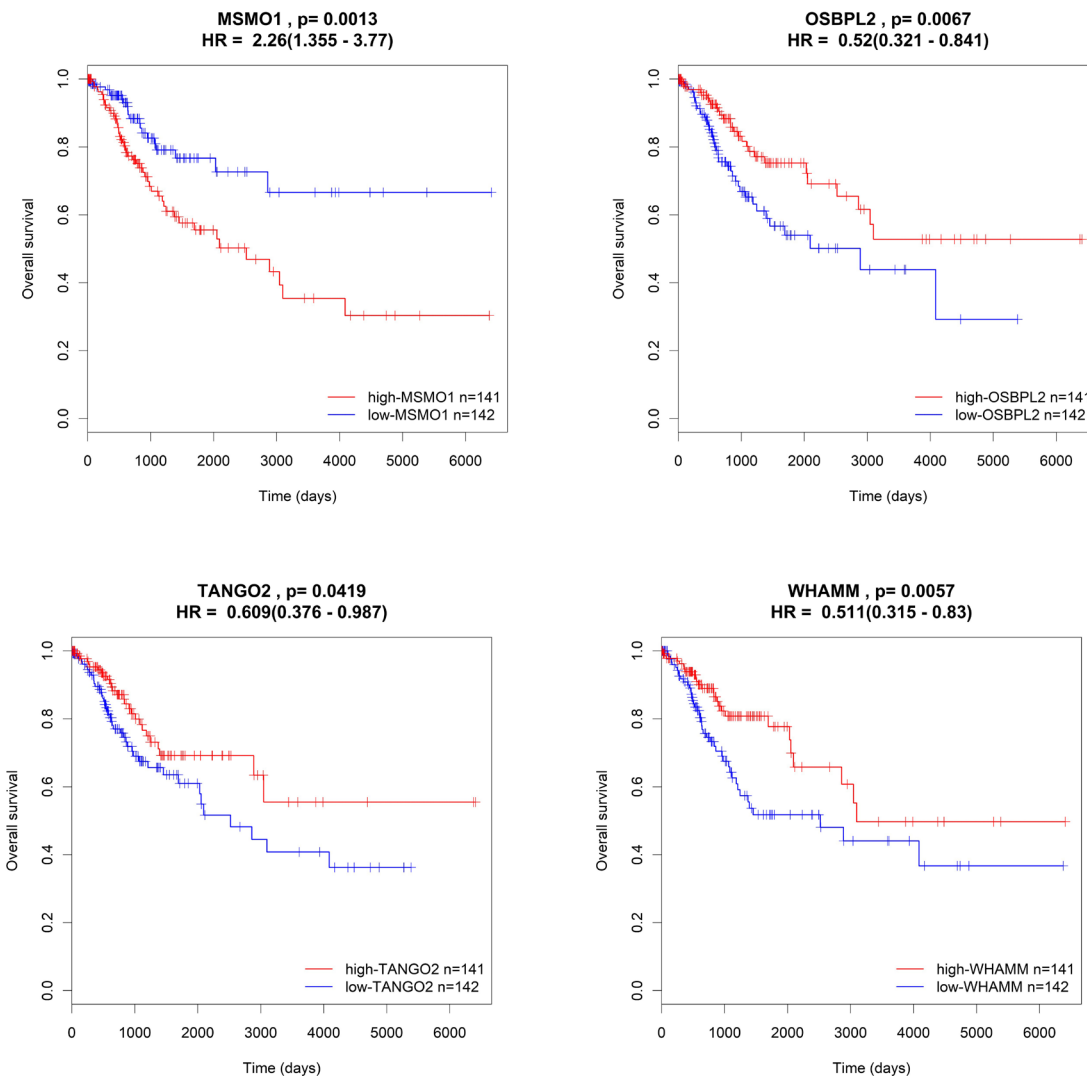 MSMO1 , p= 0.0013
HR =  2.26(1.355 - 3.77)
Overall survival
1.0
0.8
0.6
0.4
0.2
0.0
high-MSMO1 n=141
low-MSMO1 n=142
0 1000 2000 3000 4000 5000 6000
Time (days)
OSBPL2 , p= 0.0067
HR =  0.52(0.321 - 0.841)
Overall survival
1.0
0.8
0.6
0.4
0.2
0.0
high-OSBPL2 n=141
low-OSBPL2 n=142
0 1000 2000 3000 4000 5000 6000
Time (days)
TANGO2 , p= 0.0419
HR =  0.609(0.376 - 0.987)
Overall survival
1.0
0.8
0.6
0.4
0.2
0.0
high-TANGO2 n=141
low-TANGO2 n=142
0 1000 2000 3000 4000 5000 6000
Time (days)
WHAMM , p= 0.0057
HR =  0.511(0.315 - 0.83)
Overall survival
1.0
0.8
0.6
0.4
0.2
0.0
high-WHAMM n=141
low-WHAMM n=142
0 1000 2000 3000 4000 5000 6000
Time (days)